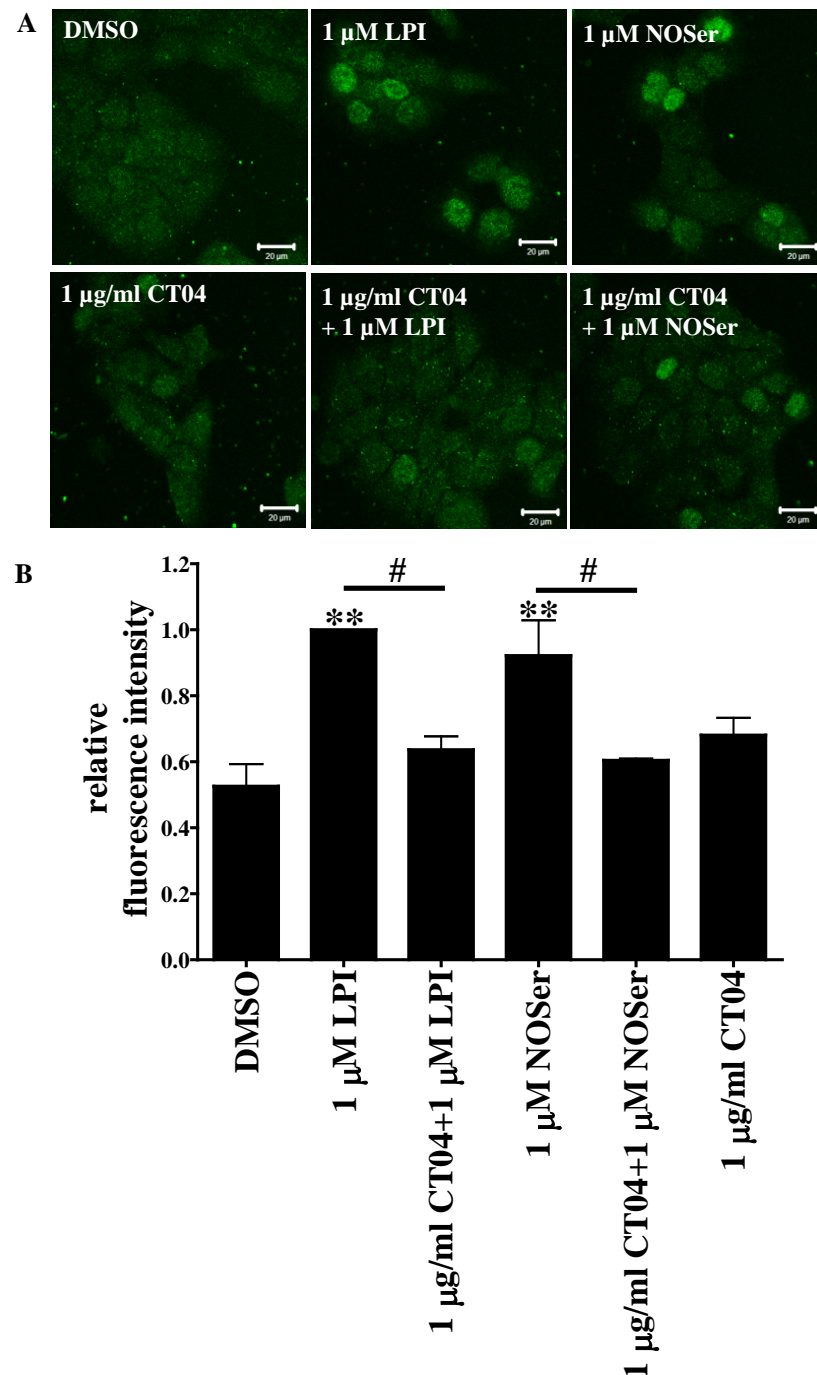 A
DMSO
1 µM LPI
1 µM NOSer
20 µm
20 µm
20 µm
1 µg/ml CT04
1 µg/ml CT04
+ 1 µM LPI
1 µg/ml CT04
+ 1 µM NOSer
20 µm
20 µm
20 µm
B
relative
fluorescence intensity
1.2
1.0
0.8
0.6
0.4
0.2
0.0
#
#
**
**
DMSO
1 µM LPI
1 µg/ml CT04+1 µM LPI
1 µM NOSer
1 µg/ml CT04+1 µM NOSer
1 µg/ml CT04